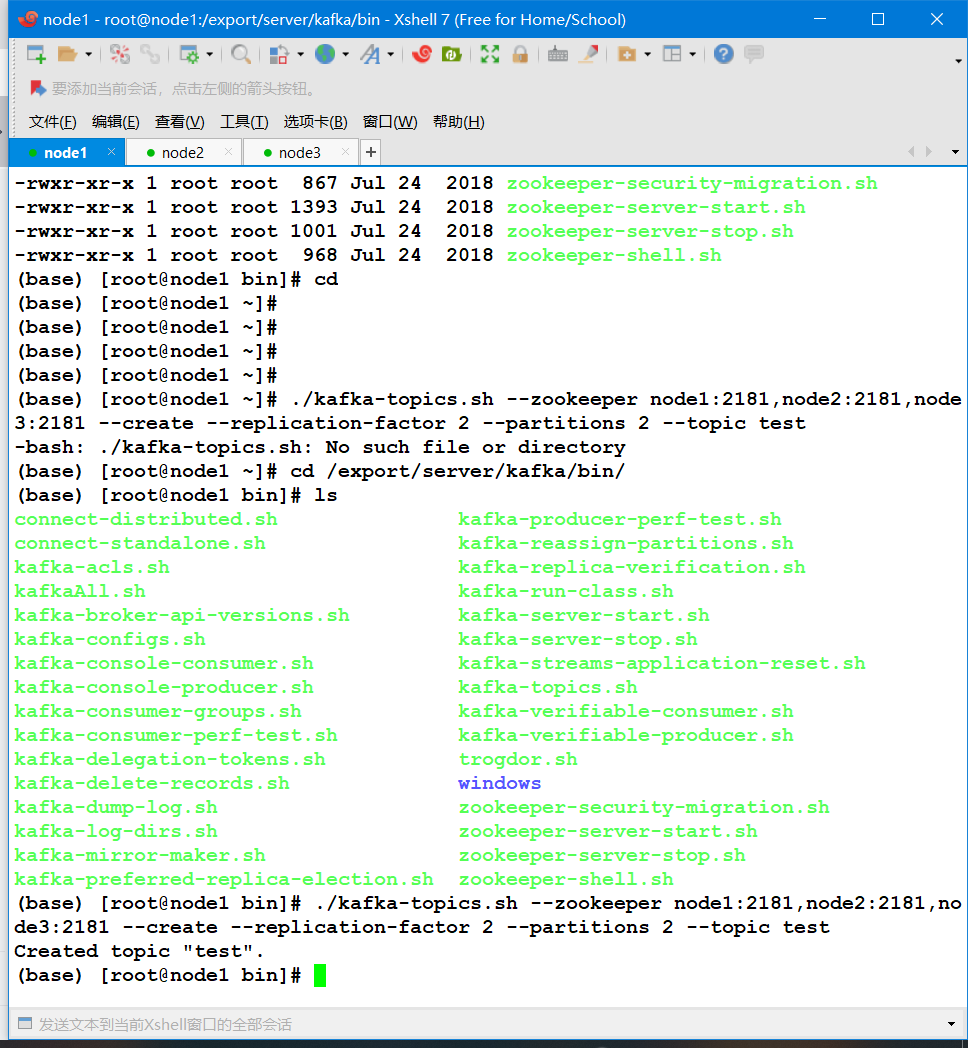 node1 - root@node1:/export/server/kafka/bin - Xshell 7 (Free for Home/School)
要添加当前会话，点击左侧的箭头按钮。
文件(F) 编辑(E) 查看(V) 工具(T) 选项卡(B) 窗口(W) 帮助(H)
node1 × node2 × node3 × +
-rwxr-xr-x 1 root root  867 Jul 24  2018 zookeeper-security-migration.sh
-rwxr-xr-x 1 root root 1393 Jul 24  2018 zookeeper-server-start.sh
-rwxr-xr-x 1 root root 1001 Jul 24  2018 zookeeper-server-stop.sh
-rwxr-xr-x 1 root root  968 Jul 24  2018 zookeeper-shell.sh
(base) [root@node1 bin]# cd
(base) [root@node1 ~]#
(base) [root@node1 ~]#
(base) [root@node1 ~]#
(base) [root@node1 ~]#
(base) [root@node1 ~]# ./kafka-topics.sh --zookeeper node1:2181,node2:2181,node
3:2181 --create --replication-factor 2 --partitions 2 --topic test
-bash: ./kafka-topics.sh: No such file or directory
(base) [root@node1 ~]# cd /export/server/kafka/bin/
(base) [root@node1 bin]# ls
connect-distributed.sh kafka-producer-perf-test.sh
connect-standalone.sh kafka-reassign-partitions.sh
kafka-acls.sh kafka-replica-verification.sh
kafkaAll.sh kafka-run-class.sh
kafka-broker-api-versions.sh kafka-server-start.sh
kafka-configs.sh kafka-server-stop.sh
kafka-console-consumer.sh kafka-streams-application-reset.sh
kafka-console-producer.sh kafka-topics.sh
kafka-consumer-groups.sh kafka-verifiable-consumer.sh
kafka-consumer-perf-test.sh kafka-verifiable-producer.sh
kafka-delegation-tokens.sh trogdor.sh
kafka-delete-records.sh windows
kafka-dump-log.sh zookeeper-security-migration.sh
kafka-log-dirs.sh zookeeper-server-start.sh
kafka-mirror-maker.sh zookeeper-server-stop.sh
kafka-preferred-replica-election.sh zookeeper-shell.sh
(base) [root@node1 bin]# ./kafka-topics.sh --zookeeper node1:2181,node2:2181,no
de3:2181 --create --replication-factor 2 --partitions 2 --topic test
Created topic "test".
(base) [root@node1 bin]#
发送文本到当前Xshell窗口的全部会话